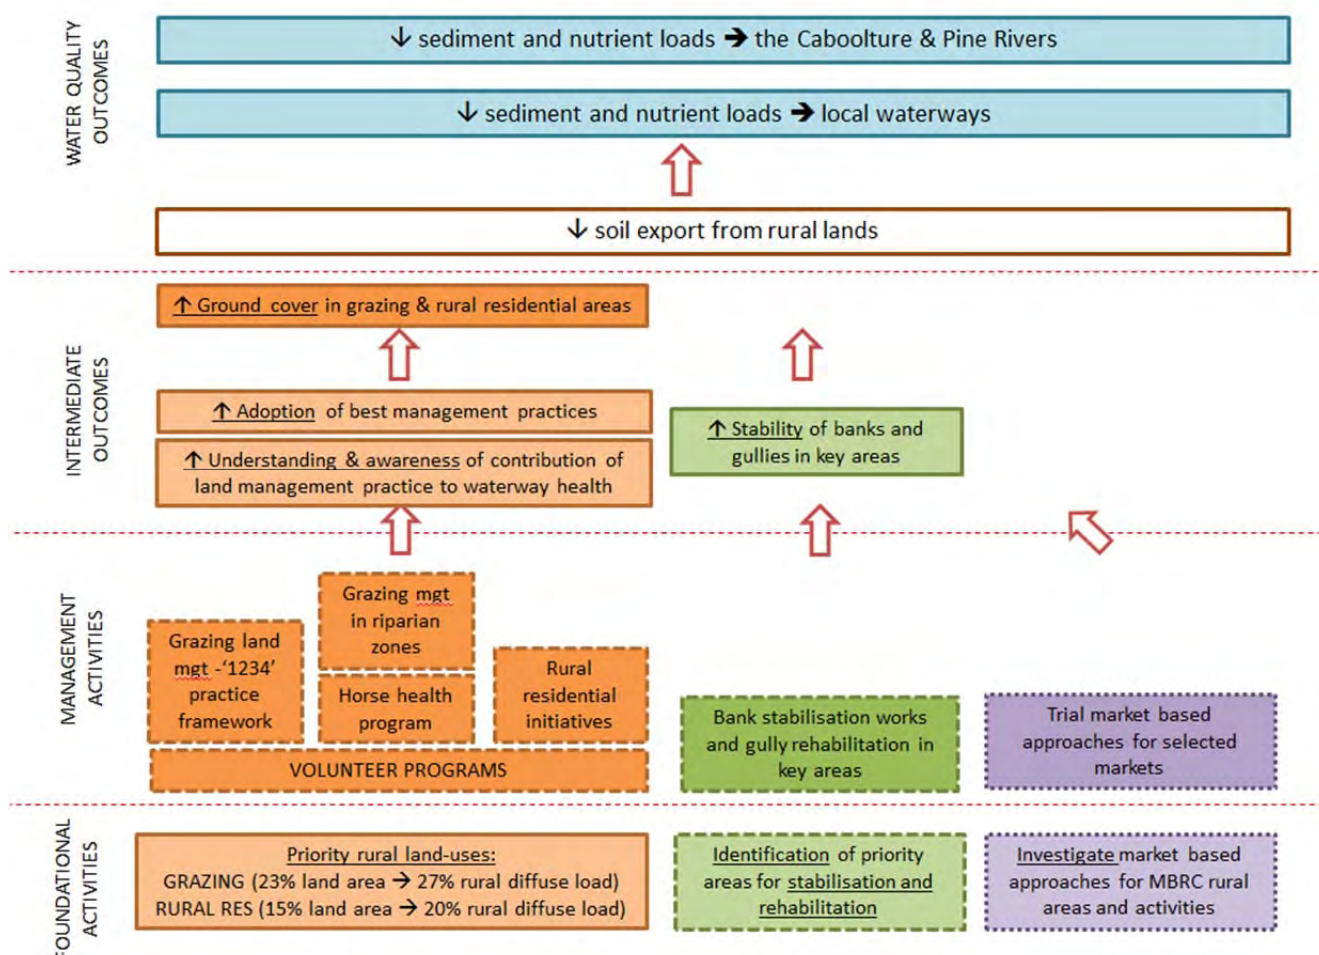 WATER QUALITY
OUTCOMES
↓ sediment and nutrient loads → the Caboolture & Pine Rivers
↓ sediment and nutrient loads → local waterways
↓ soil export from rural lands
INTERMEDIATE
OUTCOMES
↑ Ground cover in grazing & rural residential areas
↑ Adoption of best management practices
↑ Understanding & awareness of contribution of
land management practice to waterway health
↑ Stability of banks and
gullies in key areas
MANAGEMENT
ACTIVITIES
Grazing land
mgt -‘1234’
practice
framework
Grazing mgt
in riparian
zones
Horse health
program
Rural
residential
initiatives
VOLUNTEER PROGRAMS
Bank stabilisation works
and gully rehabilitation in
key areas
Trial market based
approaches for selected
markets
FOUNDATIONAL
ACTIVITIES
Priority rural land-uses:
GRAZING (23% land area → 27% rural diffuse load)
RURAL RES (15% land area → 20% rural diffuse load)
Identification of priority
areas for stabilisation and
rehabilitation
Investigate market based
approaches for MBRC rural
areas and activities